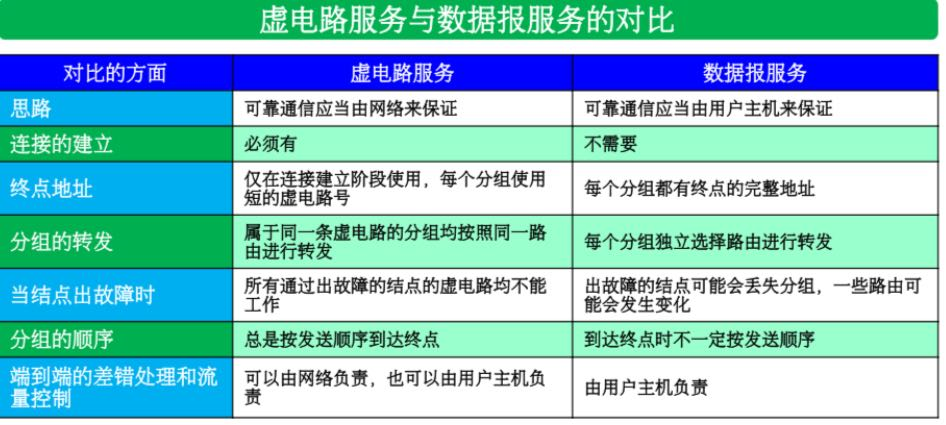 虚电路服务与数据报服务的对比
对比的方面 虚电路服务 数据报服务
思路 可靠通信应当由网络来保证 可靠通信应当由用户主机来保证
连接的建立 必须有 不需要
终点地址 仅在连接建立阶段使用，每个分组使用
短的虚电路号 每个分组都有终点的完整地址
分组的转发 属于同一条虚电路的分组均按照同一路
由进行转发 每个分组独立选择路由进行转发
当结点出故障时 所有通过出故障的结点的虚电路均不能
工作 出故障的结点可能会丢失分组，一些路由可
能会发生变化
分组的顺序 总是按发送顺序到达终点 到达终点时不一定按发送顺序
端到端的差错处理和流
量控制 可以由网络负责，也可以由用户主机负
责 由用户主机负责